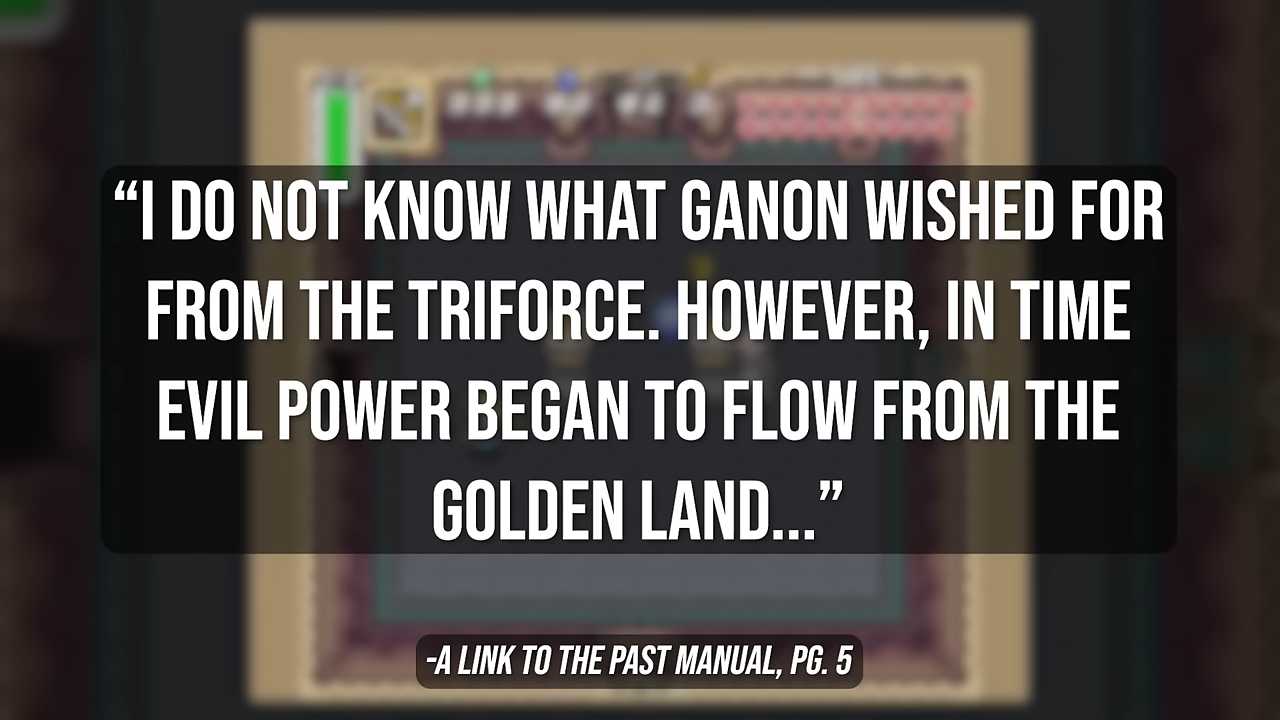 “I DO NOT KNOW WHAT GANON WISHED FOR
FROM THE TRIFORCE. HOWEVER, IN TIME
EVIL POWER BEGAN TO FLOW FROM THE
GOLDEN LAND...”
-A LINK TO THE PAST MANUAL, PG. 5